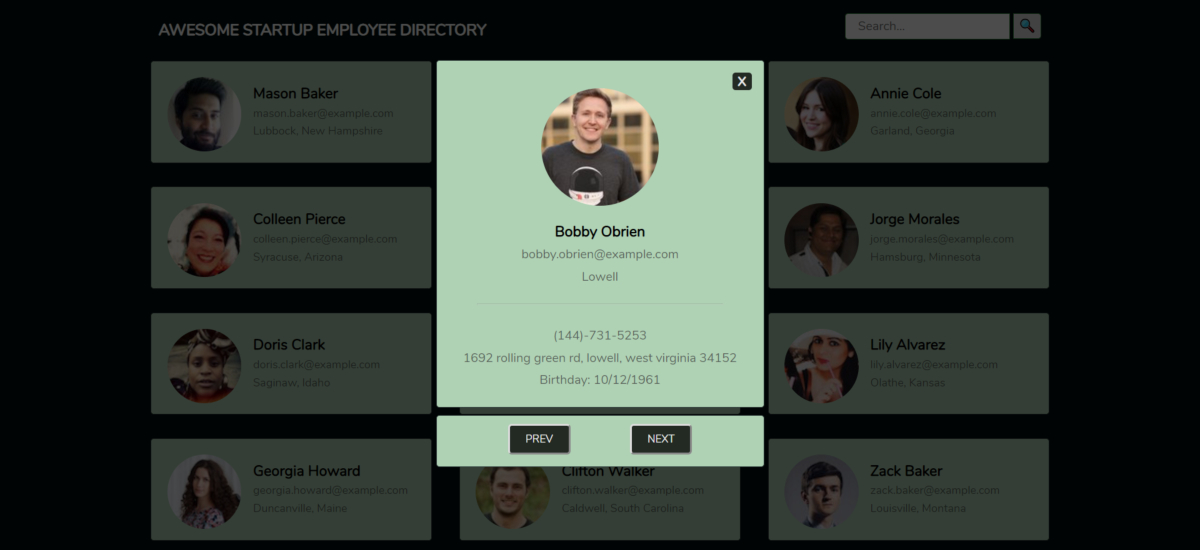 AWESOME STARTUP EMPLOYEE DIRECTORY
Search...
Mason Baker
mason.baker@example.com
Lubbock, New Hampshire
X
Bobby Obrien
bobby.obrien@example.com
Lowell
(144)-731-5253
1692 rolling green rd, lowell, west virginia 34152
Birthday: 10/12/1961
PREV
NEXT
Annie Cole
annie.cole@example.com
Garland, Georgia
Colleen Pierce
colleen.pierce@example.com
Syracuse, Arizona
Jorge Morales
jorge.morales@example.com
Hamsburg, Minnesota
Doris Clark
doris.clark@example.com
Saginaw, Idaho
Lily Alvarez
lily.alvarez@example.com
Olathe, Kansas
Georgia Howard
georgia.howard@example.com
Duncanville, Maine
Clifton Walker
clifton.walker@example.com
Caldwell, South Carolina
Zack Baker
zack.baker@example.com
Louisville, Montana